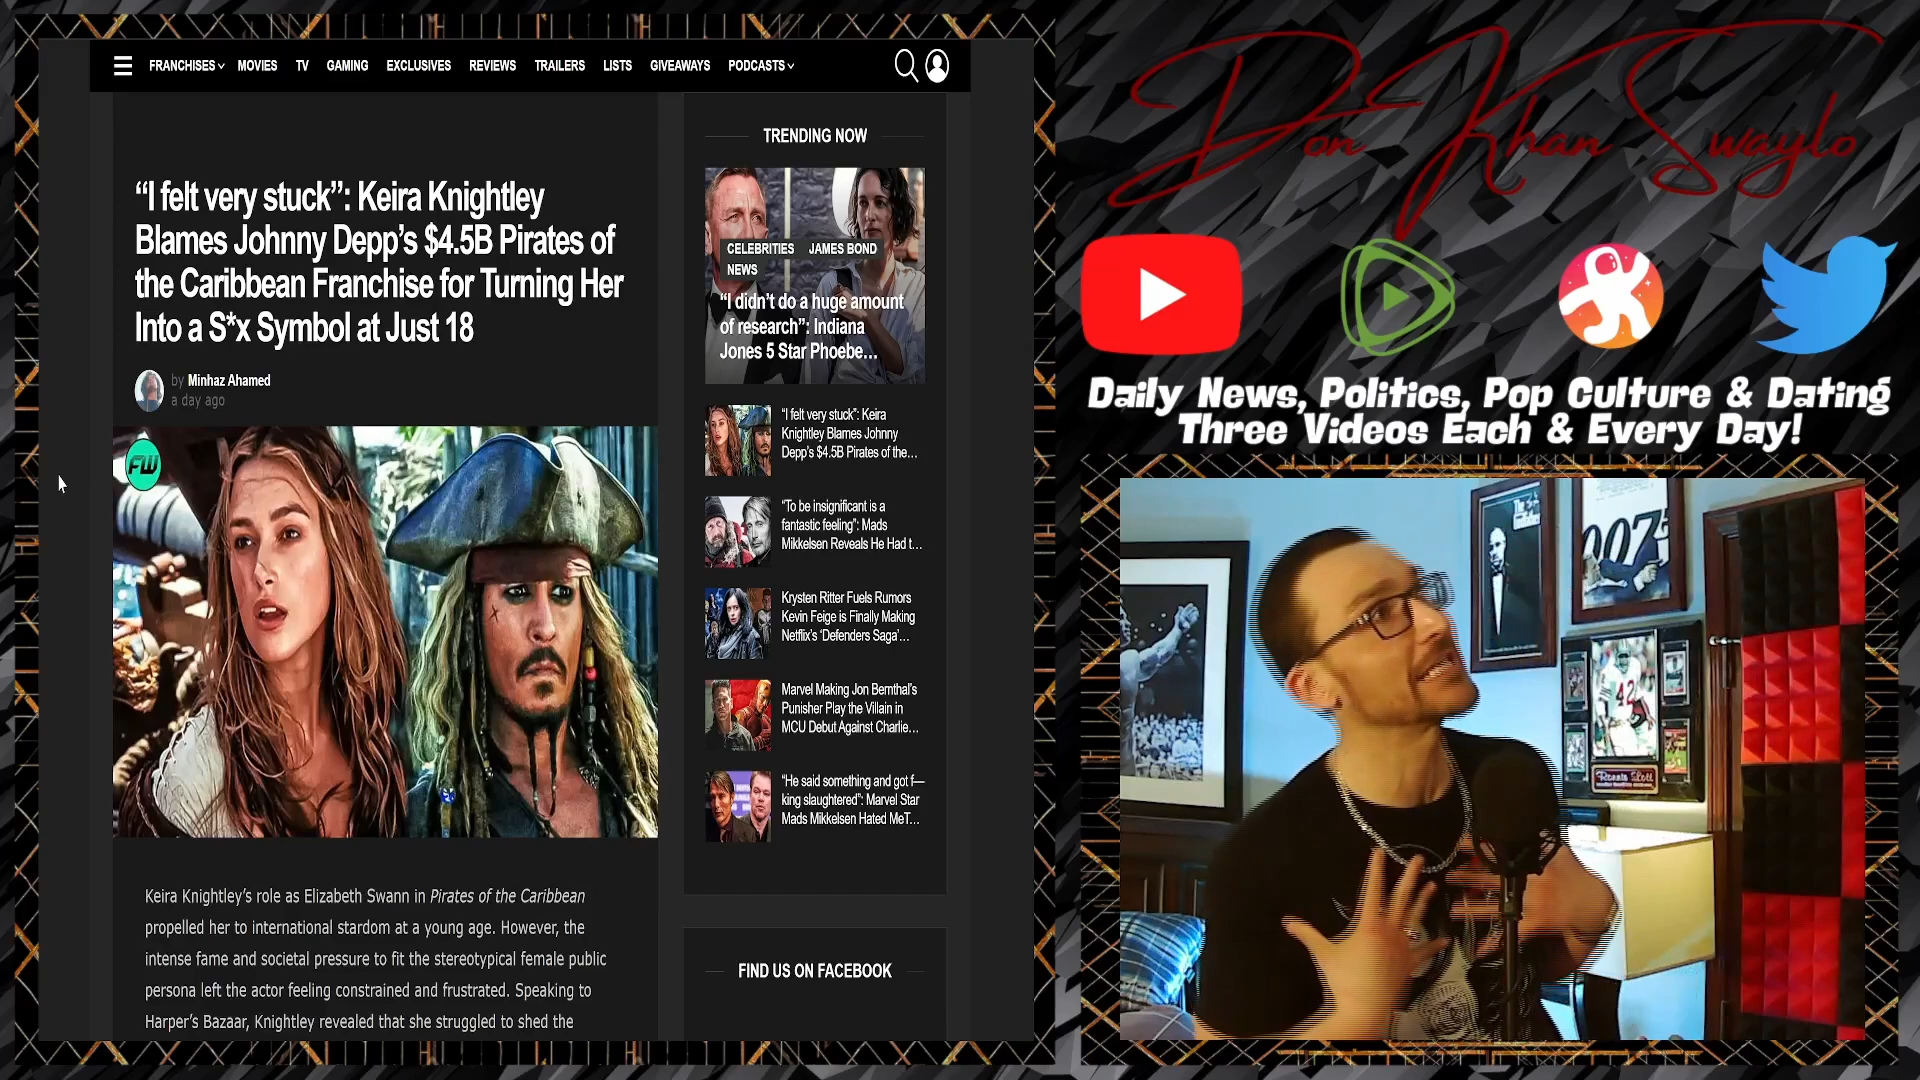 FRANCHISES MOVIES TV GAMING EXCLUSIVES REVIEWS TRAILERS LISTS GIVEAWAYS PODCASTS
“I felt very stuck”: Keira Knightley
Blames Johnny Depp’s $4.5B Pirates of
the Caribbean Franchise for Turning Her
Into a S*x Symbol at Just 18
by Minhaz Ahamed
a day ago
FW
Keira Knightley’s role as Elizabeth Swann in Pirates of the Caribbean
propelled her to international stardom at a young age. However, the
intense fame and societal pressure to fit the stereotypical female public
persona left the actor feeling constrained and frustrated. Speaking to
Harper’s Bazaar, Knightley revealed that she struggled to shed the
TRENDING NOW
CELEBRITIES JAMES BOND
NEWS
“I didn’t do a huge amount
of research”: Indiana
Jones 5 Star Phoebe...
“I felt very stuck”: Keira
Knightley Blames Johnny
Depp’s $4.5B Pirates of the...
“To be insignificant is a
fantastic feeling”: Mads
Mikkelsen Reveals He Had t...
Krysten Ritter Fuels Rumors
Kevin Feige is Finally Making
Netflix’s ‘Defenders Saga’...
Marvel Making Jon Bernthal’s
Punisher Play the Villain in
MCU Debut Against Charlie...
“He said something and got f—
king slaughtered”: Marvel Star
Mads Mikkelsen Hated MeT...
FIND US ON FACEBOOK
Don Khan Swaylo
Daily News, Politics, Pop Culture & Dating
Three Videos Each & Every Day!
007
42
Ronnie Lott